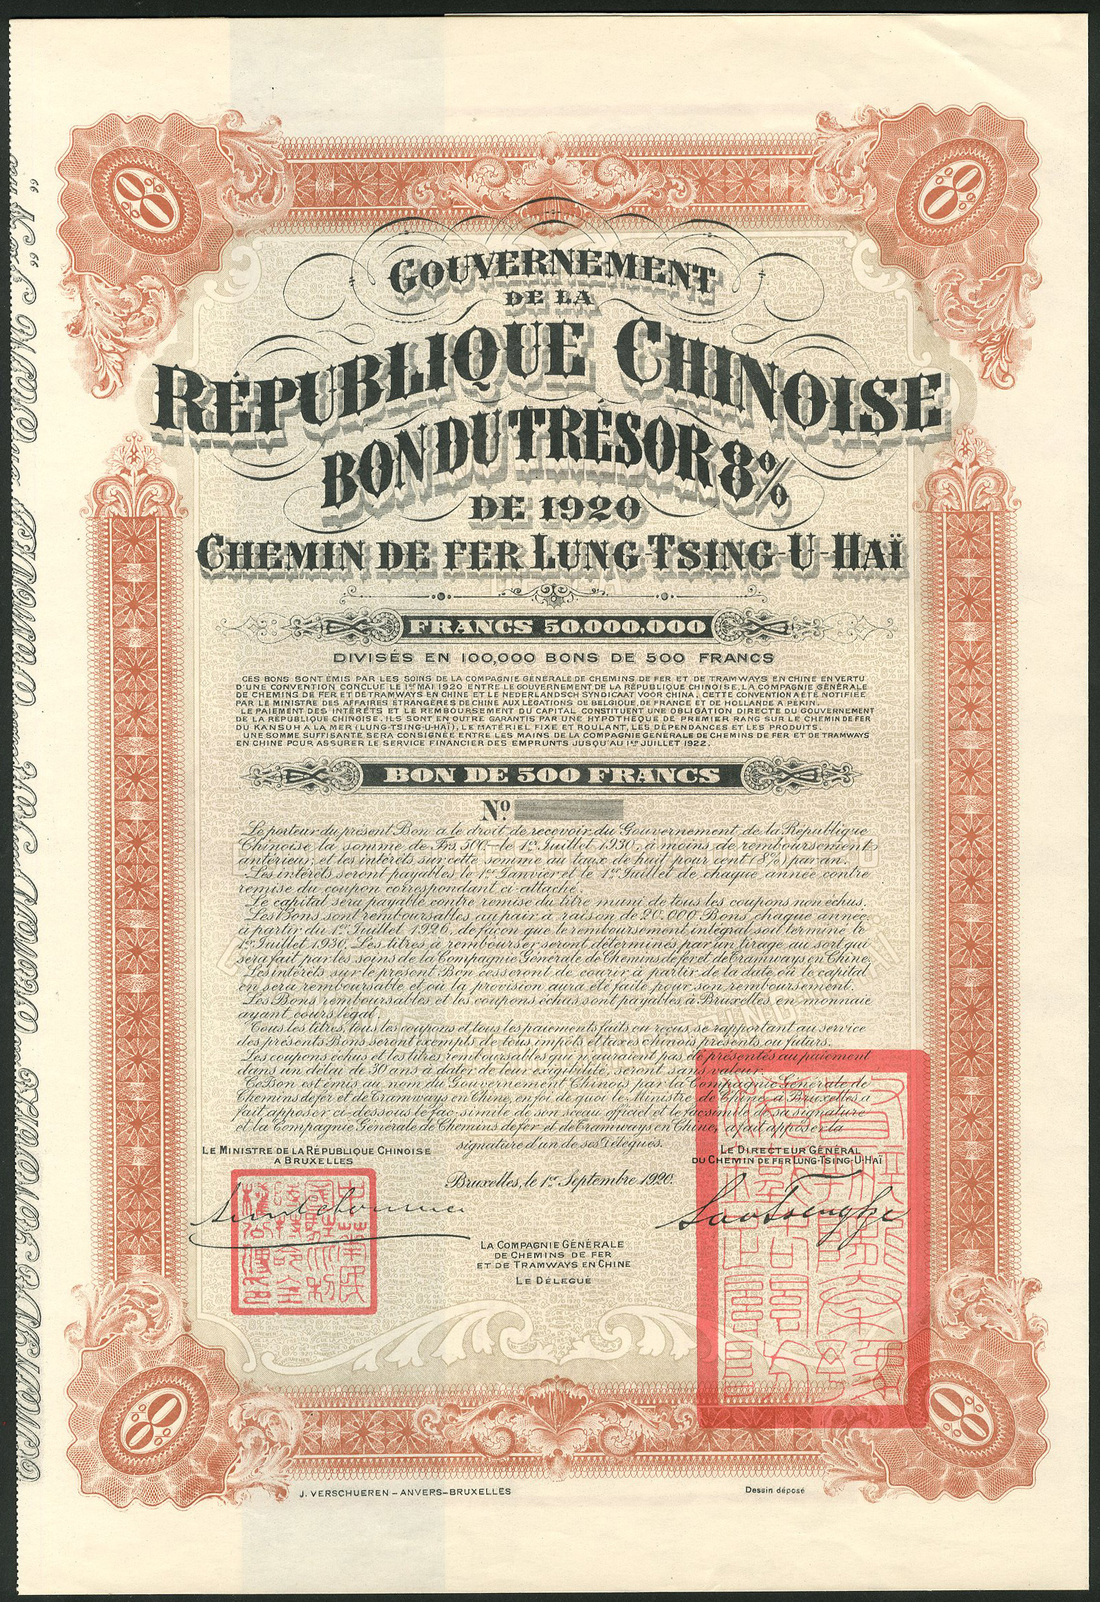 GOUVERNEMENT
DE LA
RÉPUBLIQUE CHINOISE
BON DU TRÉSOR 8%
DE 1920
CHEMIN DE FER LUNG-TSING-U-HAÏ
FRANCS 50.000.000
DIVISÉS EN 100,000 BONS DE 500 FRANCS
CES BONS SONT ÉMIS PAR LES SOINS DE LA COMPAGNIE GÉNÉRALE DE CHEMINS DE FER ET DE TRAMWAYS EN CHINE EN VERTU
D'UNE CONVENTION CONCLUE LE 1ER MAI 1920 ENTRE LE GOUVERNEMENT DE LA RÉPUBLIQUE CHINOISE, LA COMPAGNIE GÉNÉRALE
DE CHEMINS DE FER ET DE TRAMWAYS EN CHINE ET LE NEDERLANDSCH SYNDICAAT VOOR CHINA, CETTE CONVENTION A ÉTÉ NOTIFIÉE,
PAR LE MINISTRE DES AFFAIRES ÉTRANGÈRES DE CHINE AUX LÉGATIONS DE BELGIQUE, DE FRANCE ET DE HOLLANDE A PÉKIN.
LE PAIEMENT DES INTÉRÊTS ET LE REMBOURSEMENT DU CAPITAL CONSTITUENT UNE OBLIGATION DIRECTE DU GOUVERNEMENT
DE LA RÉPUBLIQUE CHINOISE. ILS SONT EN OUTRE GARANTIS PAR UNE HYPOTHÈQUE DE PREMIER RANG SUR LE CHEMIN DE FER
DU KANSUH A LA MER (LUNG-TSING-U-HAÏ), LE MATÉRIEL FIXE ET ROULANT, LES DÉPENDANCES ET LES PRODUITS.
UNE SOMME SUFFISANTE SERA CONSIGNÉE ENTRE LES MAINS DE LA COMPAGNIE GÉNÉRALE DE CHEMINS DE FER ET DE TRAMWAYS
EN CHINE POUR ASSURER LE SERVICE FINANCIER DES EMPRUNTS JUSQU'AU 1ER JUILLET 1922.
BON DE 500 FRANCS
No
Le porteur du présent Bon a le droit de recevoir du Gouvernement de la République
Chinoise la somme de Frs 500.- le 1er Juillet 1930, à moins de remboursement
antérieur, et les intérêts sur cette somme au taux de huit pour cent (8%) par an.
Les intérêts seront payables le 1er Janvier et le 1er Juillet de chaque année contre
remise du coupon correspondant ci-attaché.
Le capital sera payable contre remise du titre muni de tous les coupons non échus.
Les Bons sont remboursables au pair à raison de 20.000 Bons chaque année
à partir du 1er Juillet 1926, de façon que le remboursement intégral soit terminé le
1er Juillet 1930. Les titres à rembourser seront déterminés par un tirage au sort qui
sera fait par les soins de la Compagnie Générale de Chemins de fer et de Tramways en Chine.
Les intérêts sur le présent Bon cesseront de courir à partir de la date où le capital
en sera remboursable et où la provision aura été faite pour son remboursement.
Les Bons remboursables et les coupons échus sont payables à Bruxelles, en monnaie
ayant cours légal.
Tous les titres, tous les coupons et tous les paiements faits ou reçus, se rapportant au service
des présents Bons seront exempts de tous impôts et taxes chinois présents ou futurs.
Les coupons échus et les titres remboursables qui n'auraient pas été présentés au paiement
dans un délai de 30 ans à dater de leur exigibilité, seront sans valeur.
Ce Bon est émis au nom du Gouvernement Chinois par la Compagnie Générale de
Chemins de fer et de Tramways en Chine, en foi de quoi le Ministre de Chine à Bruxelles a
fait apposer ci-dessous le fac-similé de son sceau officiel et le facsimilé de sa signature
et la Compagnie Générale de Chemins de fer et de Tramways en Chine, a fait apposer la
signature d'un de ses Délégués.
LE MINISTRE DE LA RÉPUBLIQUE CHINOISE
A BRUXELLES
LE DIRECTEUR GÉNÉRAL
DU CHEMIN DE FER LUNG-TSING-U-HAÏ
Bruxelles, le 1er Septembre 1920.
LA COMPAGNIE GÉNÉRALE
DE CHEMINS DE FER
ET DE TRAMWAYS EN CHINE
LE DÉLÉGUÉ
J. VERSCHUEREN – ANVERS–BRUXELLES
Dessin déposé
8%
8%
8%
8%